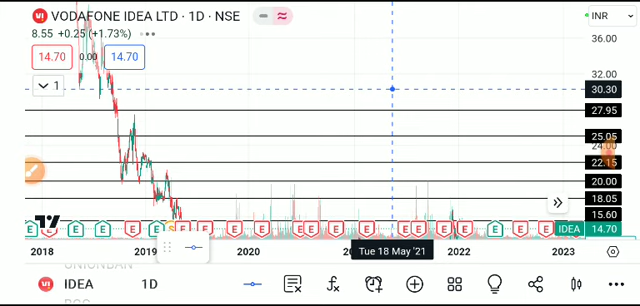 VODAFONE IDEA LTD · 1D · NSE
INR
8.55 +0.25 (+1.73%)
14.70 0.00 14.70
1
36.00
32.00
30.30
27.95
25.05
24.00
22.15
20.00
18.05
15.60
E E E E E S E E E E E E E E E E E E E E E
IDEA 14.70
Tue 18 May '21
2018 2019 2020 2022 2023
UNIONBAN
IDEA 1D